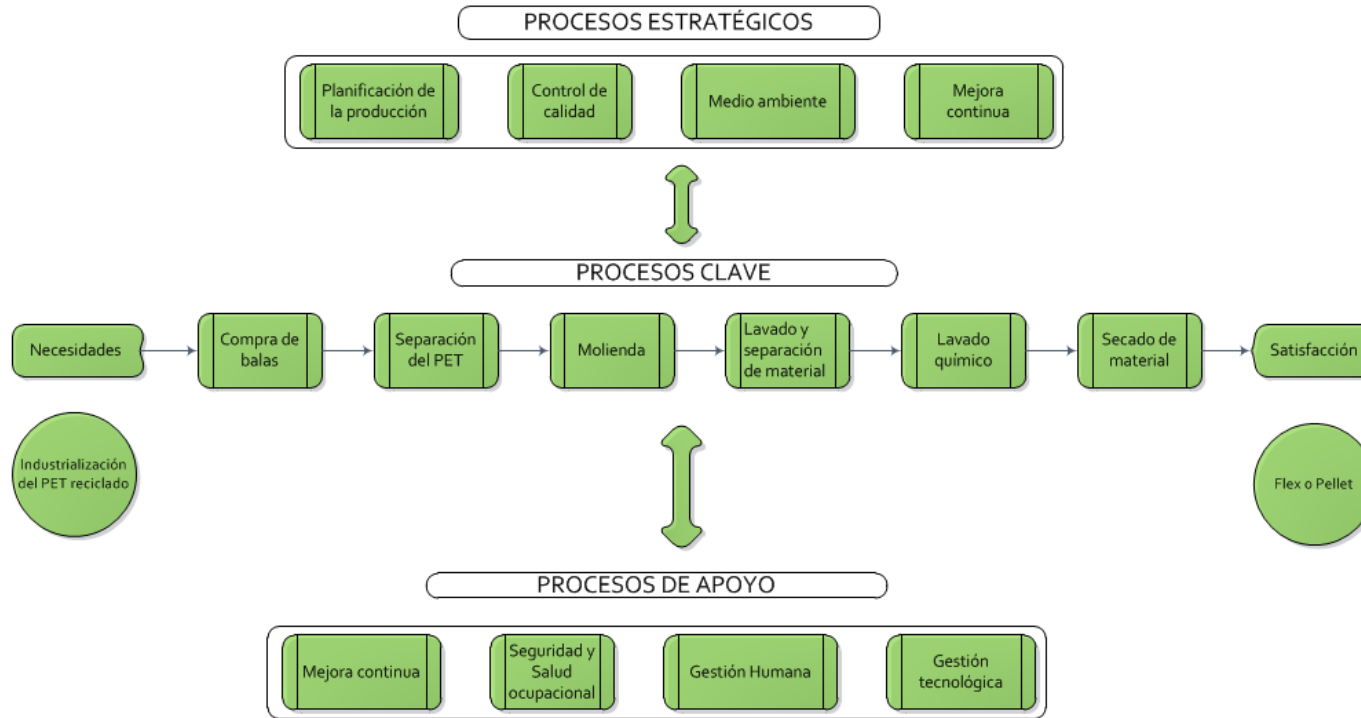 PROCESOS ESTRATÉGICOS
Planificación de
la producción
Control de
calidad
Medio ambiente
Mejora
continua
PROCESOS CLAVE
Necesidades
Compra de
balas
Separación
del PET
Molienda
Lavado y
separación
de material
Lavado
químico
Secado de
material
Satisfacción
Industrialización
del PET reciclado
Flex o Pellet
PROCESOS DE APOYO
Mejora continua
Seguridad y
Salud
ocupacional
Gestión Humana
Gestión
tecnológica